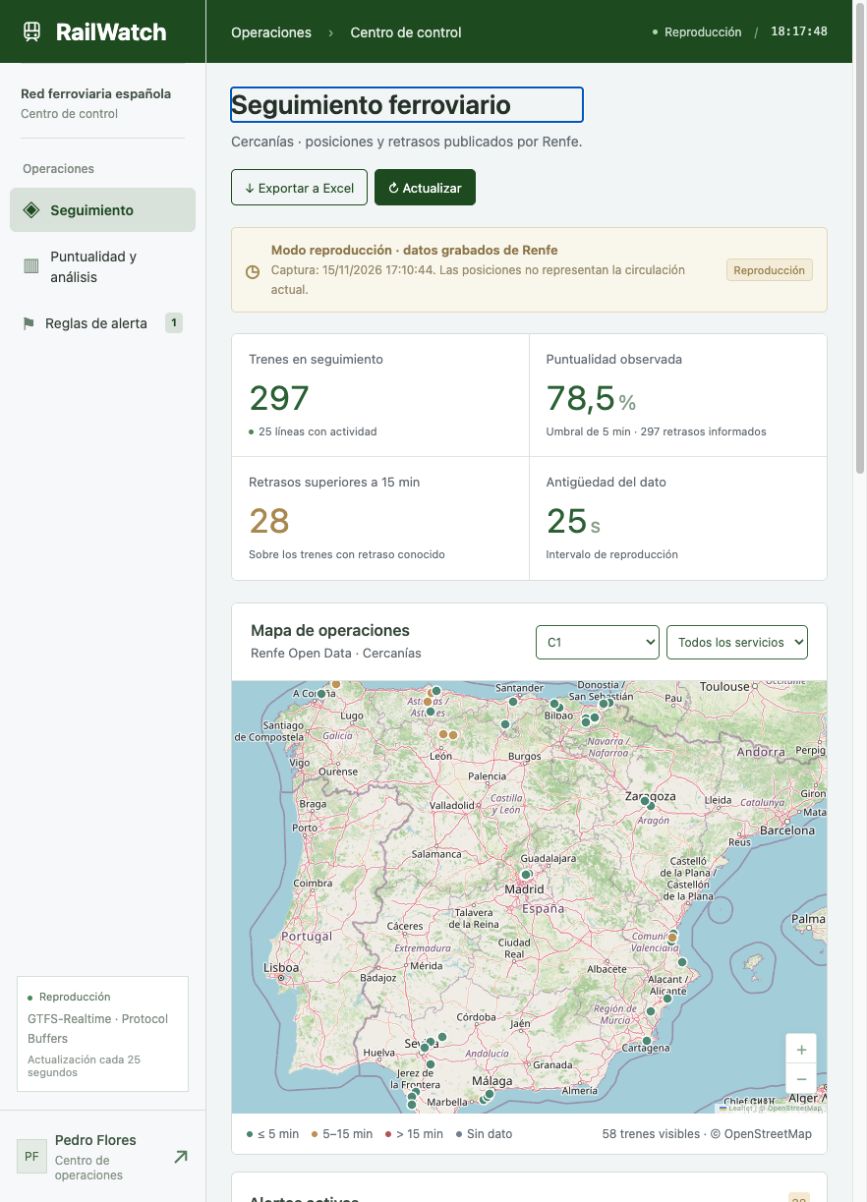 RailWatch
Operaciones › Centro de control
Reproducción / 18:17:48
Red ferroviaria española
Centro de control
Operaciones
Seguimiento
Puntualidad y
análisis
Reglas de alerta 1
Reproducción
GTFS-Realtime · Protocol
Buffers
Actualización cada 25
segundos
PF
Pedro Flores
Centro de
operaciones
Seguimiento ferroviario
Cercanías · posiciones y retrasos publicados por Renfe.
↓ Exportar a Excel
↻ Actualizar
Modo reproducción · datos grabados de Renfe
Captura: 15/11/2026 17:10:44. Las posiciones no representan la circulación
actual.
Reproducción
Trenes en seguimiento
297
25 líneas con actividad
Puntualidad observada
78,5 %
Umbral de 5 min · 297 retrasos informados
Retrasos superiores a 15 min
28
Sobre los trenes con retraso conocido
Antigüedad del dato
25 s
Intervalo de reproducción
Mapa de operaciones
Renfe Open Data · Cercanías
C1
Todos los servicios
Santander
Donostia /
San Sebastián
Pau
Toulouse
Occitanie
Lugo
Asturias /
Bilbao
Santiago
de Compostela
Galicia
León
Burgos
Navarra /
Nafarroa
Andorra
Perpig
Vigo
Ourense
Palencia
Braga
Valladolid
Castilla
y León
Zaragoza
Lleida
Catalunya
Giron
Mata
Porto
Aragón
Reus
Barcelona
Salamanca
Guadalajara
Castelló
de la Plana /
Castellón
de la Plana
Coimbra
Madrid
España
Talavera
de la Reina
Cáceres
Palma
Portugal
Extremadura
Ciudad
Real
Valenciana
Lisboa
Mérida
Albacete
Badajoz
Alacant /
Alicante
Córdoba
Jaén
Región de
Murcia
Huelva
Cartagena
Andalucía
Granada
Jerez de
la Frontera
Málaga
Almería
Marbella
Alger /
+
−
Leaflet | © OpenStreetMap
≤ 5 min
5–15 min
> 15 min
Sin dato
58 trenes visibles · © OpenStreetMap